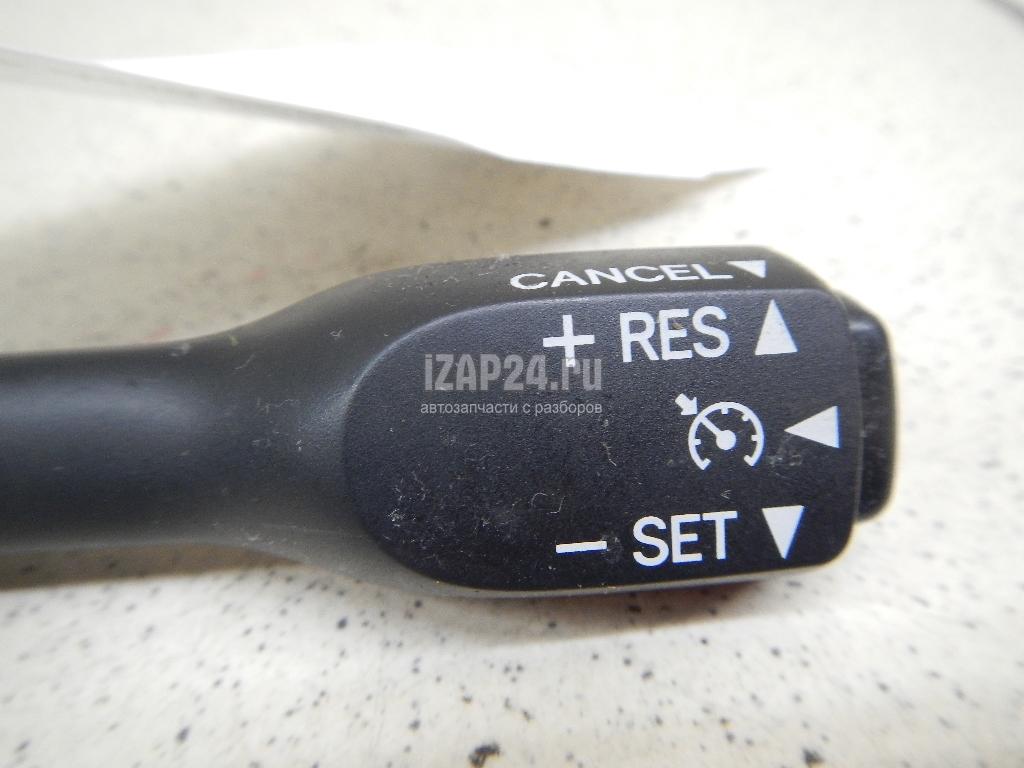 CANCEL
+ RES
iZAP24.ru
автозапчасти с разборов
− SET